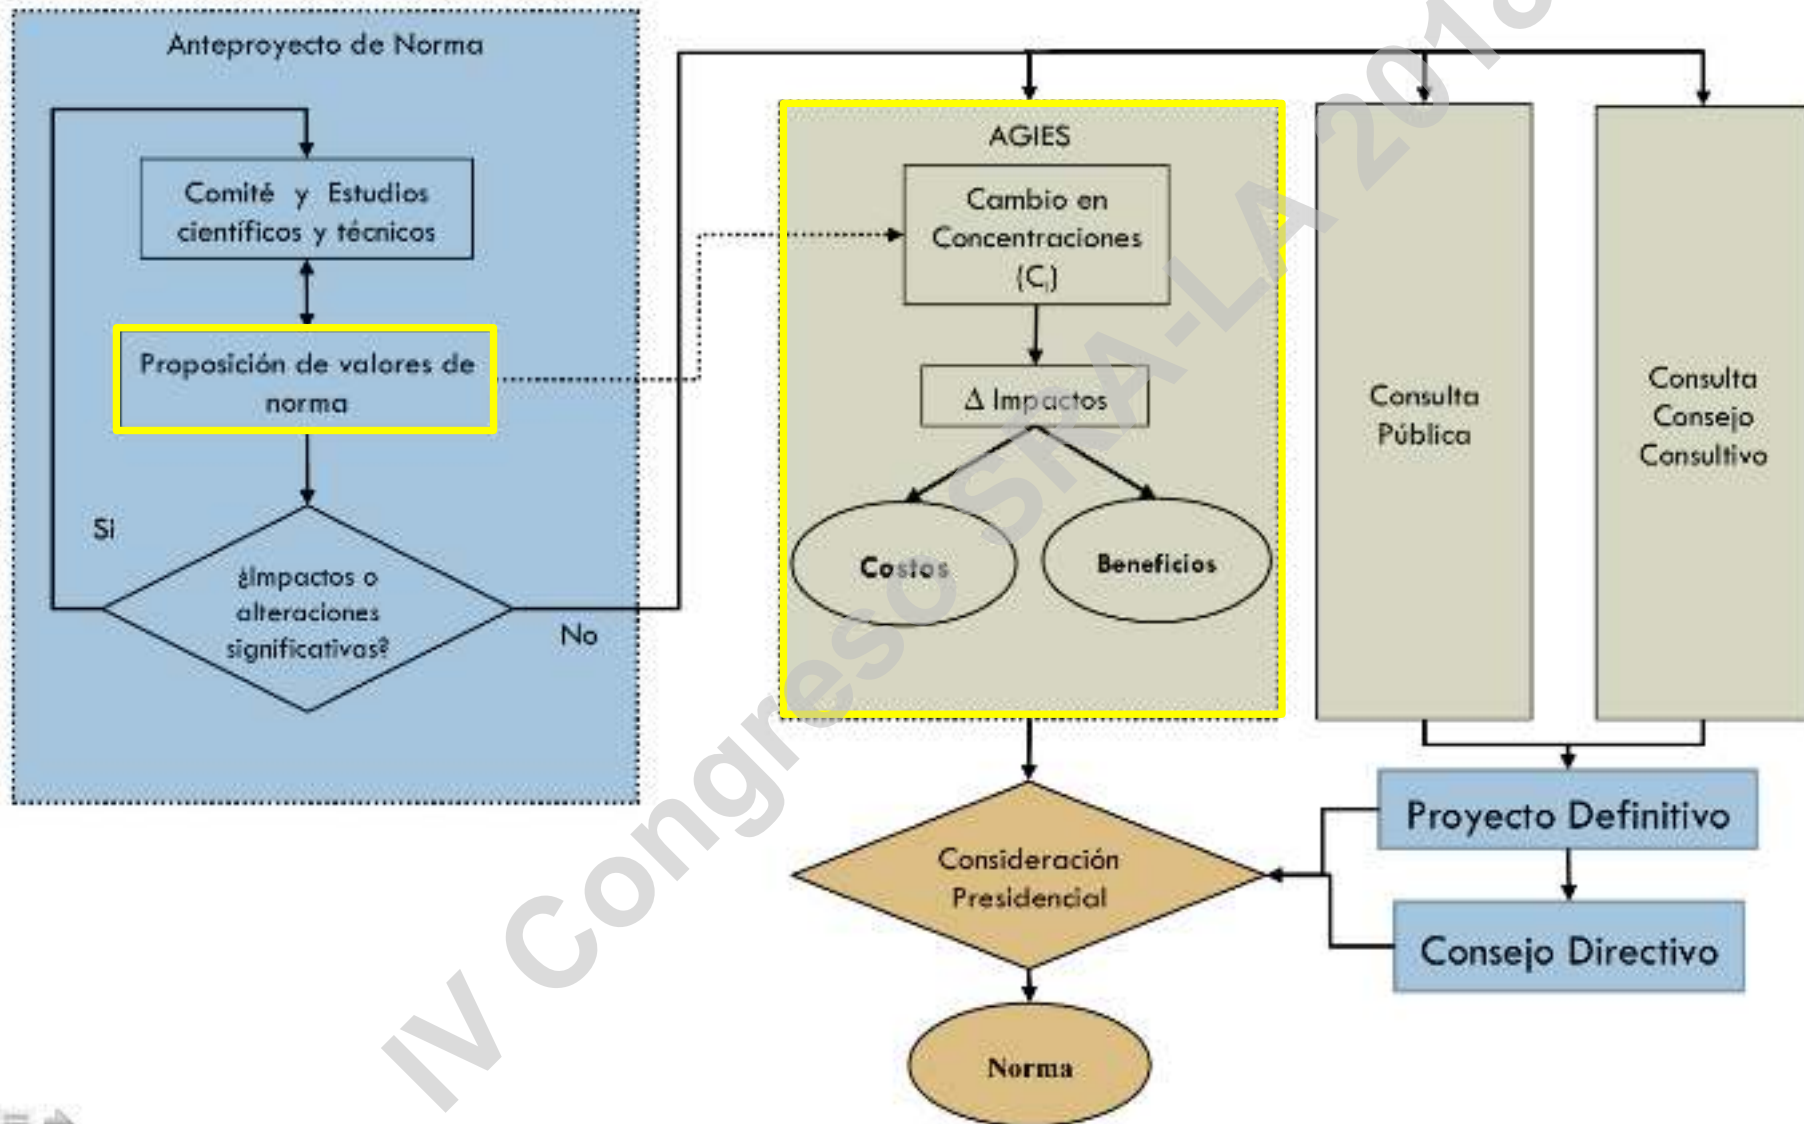 Anteproyecto de Norma
Comité y Estudios
científicos y técnicos
Proposición de valores de
norma
Si
¿Impactos o
alteraciones
significativas?
No
AGIES
Cambio en
Concentraciones
(Ci)
Δ Impactos
Costos
Beneficios
Consulta
Pública
Consulta
Consejo
Consultivo
Proyecto Definitivo
Consejo Directivo
Consideración
Presidencial
Norma
IV Congreso SRA-LA 2018